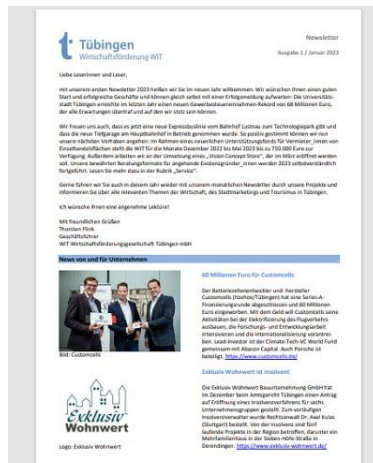 Tübingen
Wirtschaftsförderung WIT
Newsletter
Ausgabe 1 / Januar 2023
Liebe Leserinnen und Leser,
mit unserem ersten Newsletter 2023 heißen wir Sie im neuen Jahr willkommen. Wir wünschen Ihnen einen guten
Start und erfolgreiche Geschäfte und können gleich selbst mit einer Erfolgsmeldung aufwarten: Die Universitäts-
stadt Tübingen erreichte im letzten Jahr einen neuen Gewerbesteuereinnahmen-Rekord von 68 Millionen Euro,
der alle Erwartungen übertraf und auf den wir stolz sein können.
Wir freuen uns auch, dass es jetzt eine neue Expressbuslinie vom Bahnhof Lustnau zum Technologiepark gibt und
dass die neue Tiefgarage am Hauptbahnhof in Betrieb genommen wurde. So positiv gestimmt können wir nun
unsere nächsten Vorhaben angehen: Im Rahmen eines neuerlichen Unterstützungsfonds für Vermieter_innen von
Einzelhandelsflächen stellt die WIT für die Monate Dezember 2022 bis Mai 2023 bis zu 750.000 Euro zur
Verfügung. Außerdem arbeiten wir an der Umsetzung eines „Vision Concept Store", der im März eröffnet werden
soll. Unsere bewährten Beratungsformate für angehende Existenzgründer_innen werden 2023 selbstverständlich
fortgeführt. Lesen Sie mehr dazu in der Rubrik „Service".
Gerne führen wir Sie auch in diesem Jahr wieder mit unserem monatlichen Newsletter durch unsere Projekte und
informieren Sie über alle relevanten Themen der Wirtschaft, des Stadtmarketings und Tourismus in Tübingen.
Ich wünsche Ihnen eine angenehme Lektüre!
Mit freundlichen Grüßen
Thorsten Flink
Geschäftsführer
WIT Wirtschaftsförderungsgesellschaft Tübingen mbH
News von und für Unternehmen
Bild: Customcells
60 Millionen Euro für Customcells
Der Batteriezellenentwickler und -hersteller
Customcells (Itzehoe/Tübingen) hat eine Series-A-
Finanzierungsrunde abgeschlossen und 60 Millionen
Euro eingeworben. Mit dem Geld will Customcells seine
Aktivitäten bei der Elektrifizierung des Flugverkehrs
ausbauen, die Forschungs- und Entwicklungsarbeit
intensivieren und die Internationalisierung vorantrei-
ben. Lead-Investor ist der Climate-Tech-VC World Fund
gemeinsam mit Abacon Capital. Auch Porsche ist
beteiligt. https://www.customcells.de/
Exklusiv Wohnwert ist insolvent
Die Exklusiv Wohnwert Bauunternehmung GmbH hat
im Dezember beim Amtsgericht Tübingen einen Antrag
auf Eröffnung eines Insolvenzverfahrens für sechs
Unternehmensgruppen gestellt. Zum vorläufigen
Insolvenzverwalter wurde Rechtsanwalt Dr. Axel Kulas
(Stuttgart) bestellt. Von der Insolvenz sind fünf
laufende Projekte in der Region betroffen, darunter ein
Mehrfamilienhaus in der Sieben-Höfe-Straße in
Derendingen. https://www.exklusiv-wohnwert.de/
Exklusiv
Wohnwert
Logo: Exklusiv Wohnwert